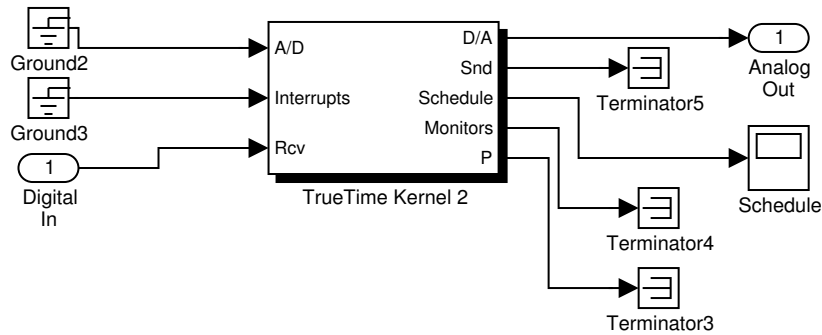 Ground2
Ground3
1
Digital
In
A/D
Interrupts
Rcv
D/A
Snd
Schedule
Monitors
P
TrueTime Kernel 2
1
Analog
Out
Terminator5
Schedule
Terminator4
Terminator3